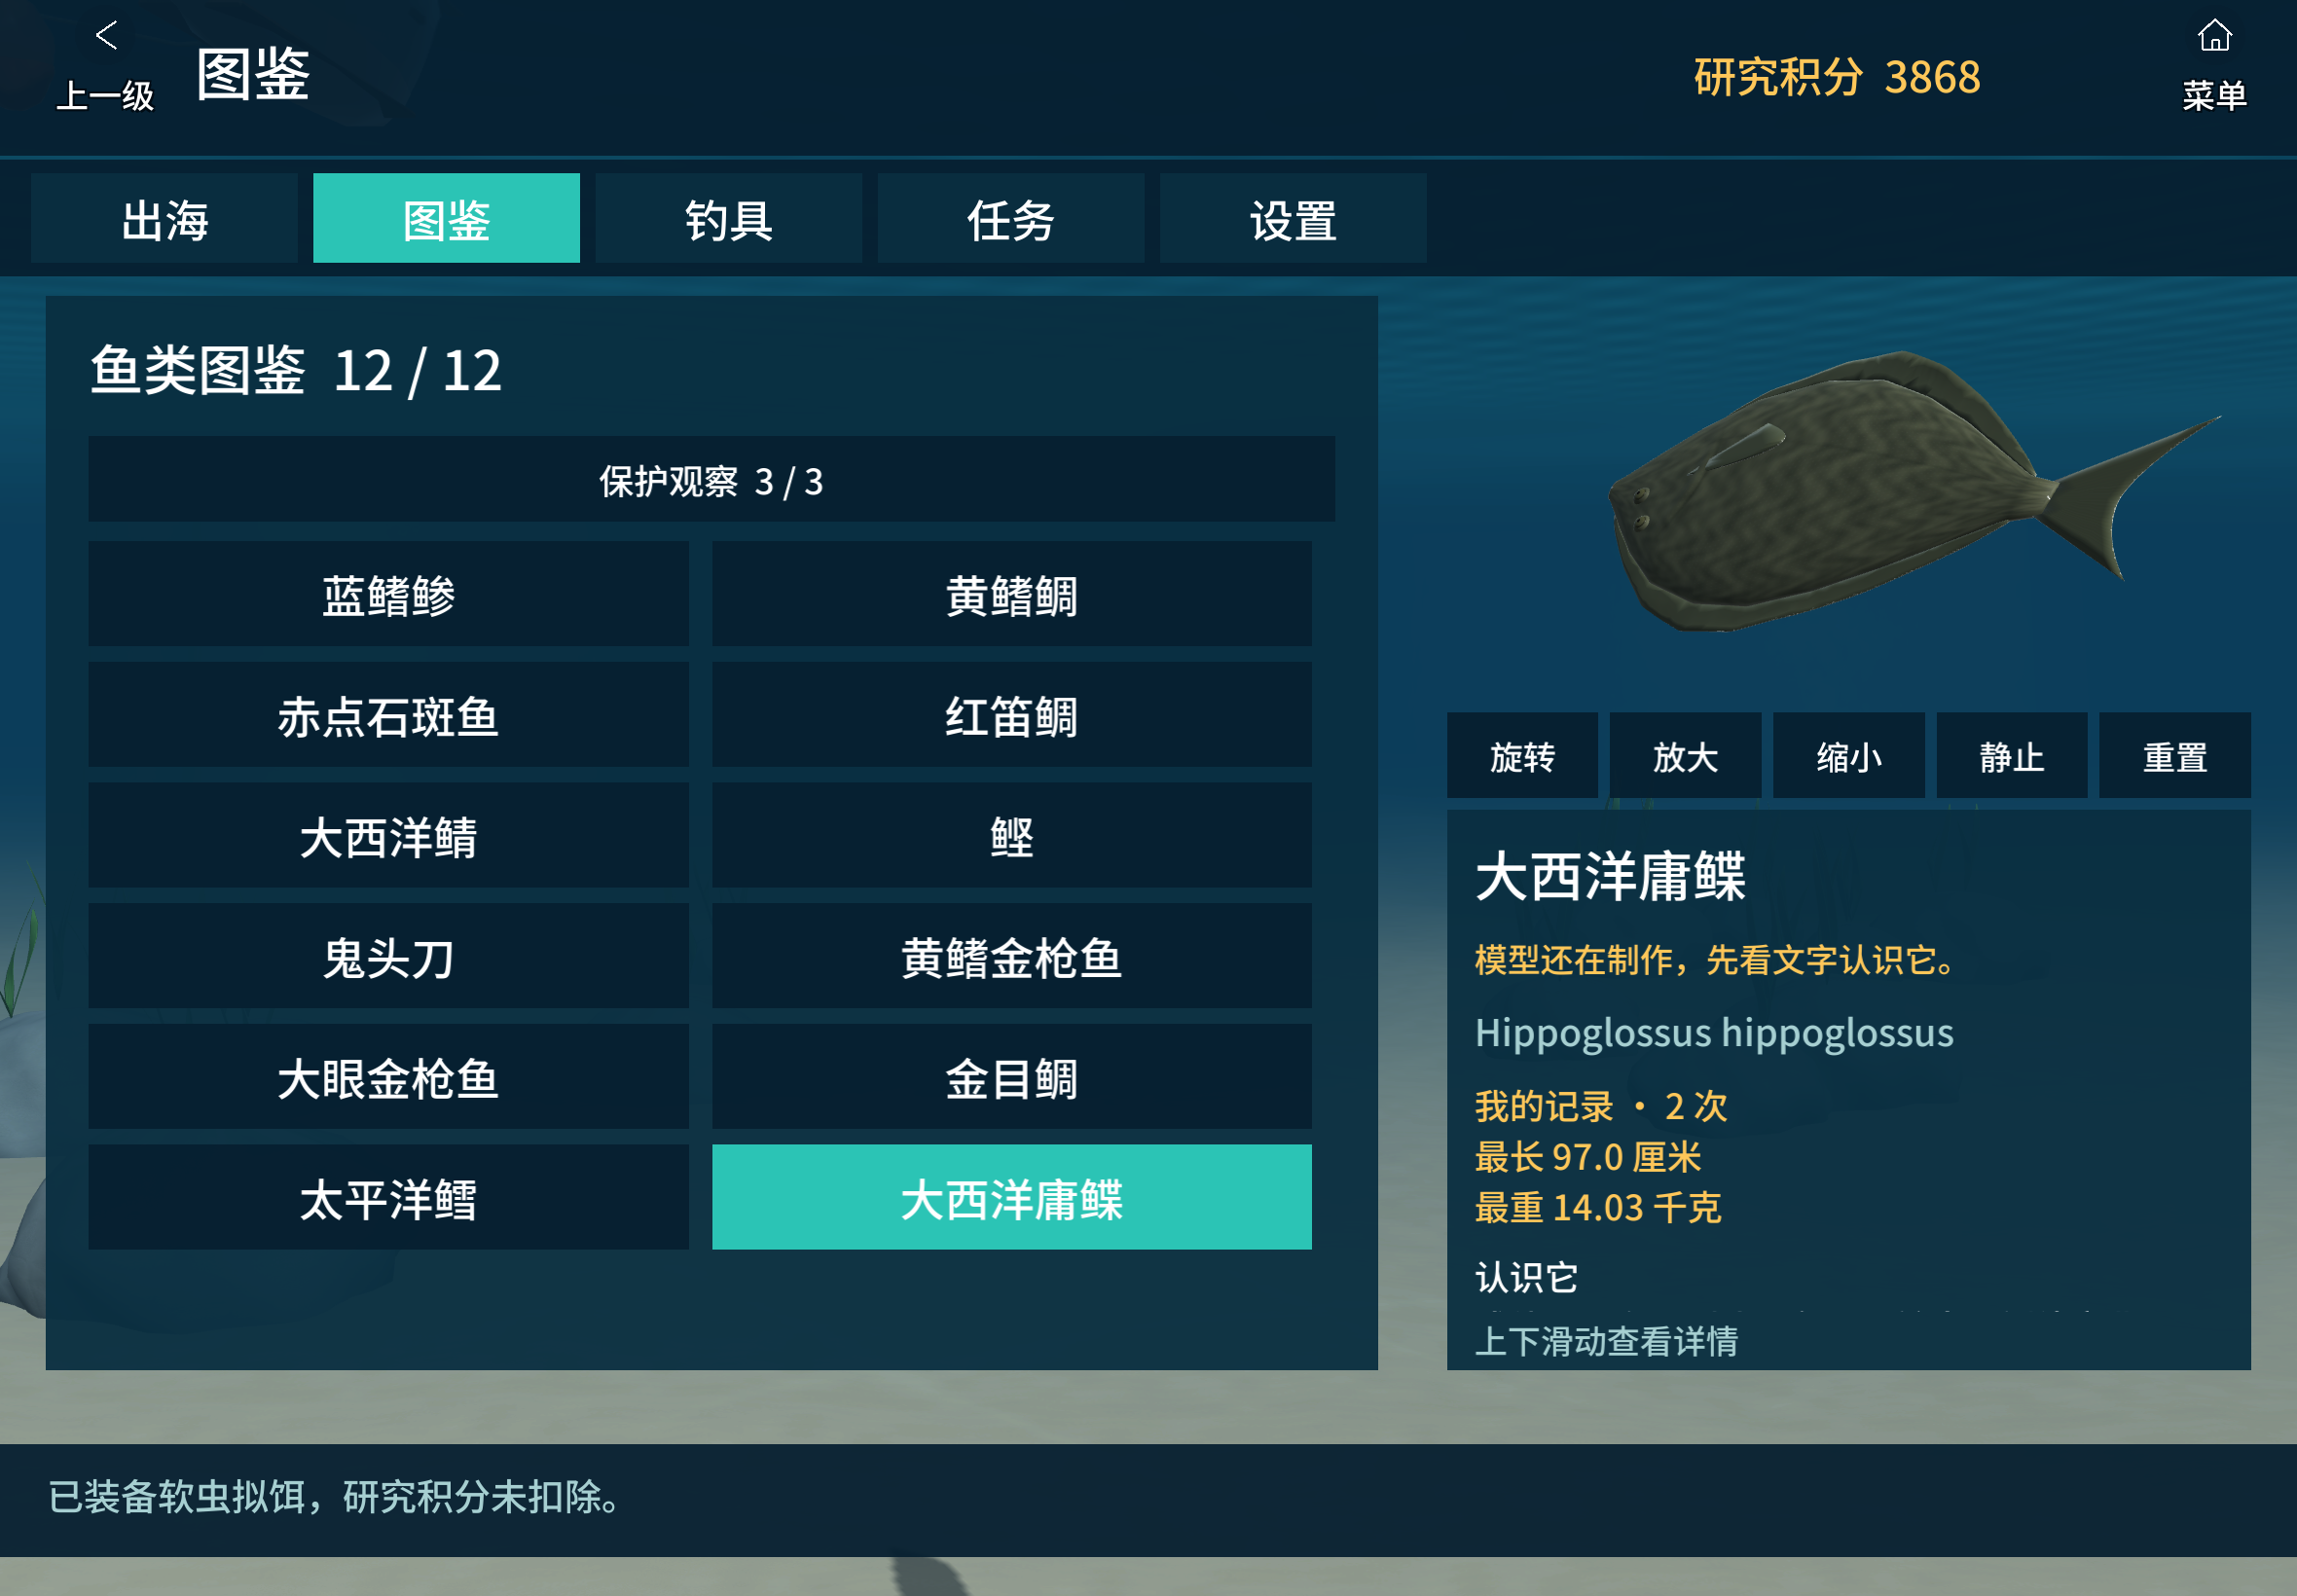 上一级
图鉴
研究积分 3868
菜单
出海
图鉴
钓具
任务
设置
鱼类图鉴 12 / 12
保护观察 3 / 3
蓝鳍鲹
黄鳍鲷
赤点石斑鱼
红笛鲷
大西洋鲭
鲣
鬼头刀
黄鳍金枪鱼
大眼金枪鱼
金目鲷
太平洋鳕
大西洋庸鲽
旋转
放大
缩小
静止
重置
大西洋庸鲽
模型还在制作，先看文字认识它。
Hippoglossus hippoglossus
我的记录 · 2 次
最长 97.0 厘米
最重 14.03 千克
认识它
上下滑动查看详情
已装备软虫拟饵，研究积分未扣除。